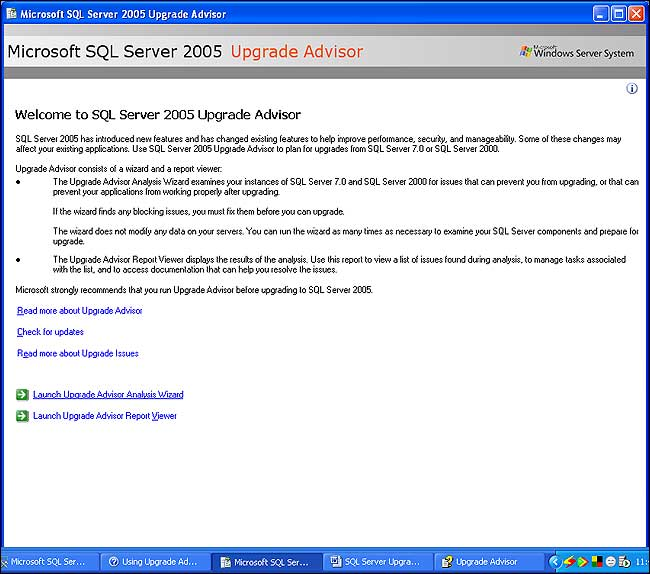 Microsoft SQL Server 2005 Upgrade Advisor
Microsoft SQL Server 2005 Upgrade Advisor
Microsoft
Windows Server System
Welcome to SQL Server 2005 Upgrade Advisor
SQL Server 2005 has introduced new features and has changed existing features to help improve performance, security, and manageability. Some of these changes may
affect your existing applications. Use SQL Server 2005 Upgrade Advisor to plan for upgrades from SQL Server 7.0 or SQL Server 2000.
Upgrade Advisor consists of a wizard and a report viewer:
• The Upgrade Advisor Analysis Wizard examines your instances of SQL Server 7.0 and SQL Server 2000 for issues that can prevent you from upgrading, or that can
prevent your applications from working properly after upgrading.
If the wizard finds any blocking issues, you must fix them before you can upgrade.
The wizard does not modify any data on your servers. You can run the wizard as many times as necessary to examine your SQL Server components and prepare for
upgrade.
• The Upgrade Advisor Report Viewer displays the results of the analysis. Use this report to view a list of issues found during analysis, to manage tasks associated
with the list, and to access documentation that can help you resolve the issues.
Microsoft strongly recommends that you run Upgrade Advisor before upgrading to SQL Server 2005.
Read more about Upgrade Advisor
Check for updates
Read more about Upgrade Issues
Launch Upgrade Advisor Analysis Wizard
Launch Upgrade Advisor Report Viewer
Microsoft SQL Ser... Using Upgrade Ad... Microsoft SQL Ser... SQL Server Upgra... Upgrade Advisor 11: